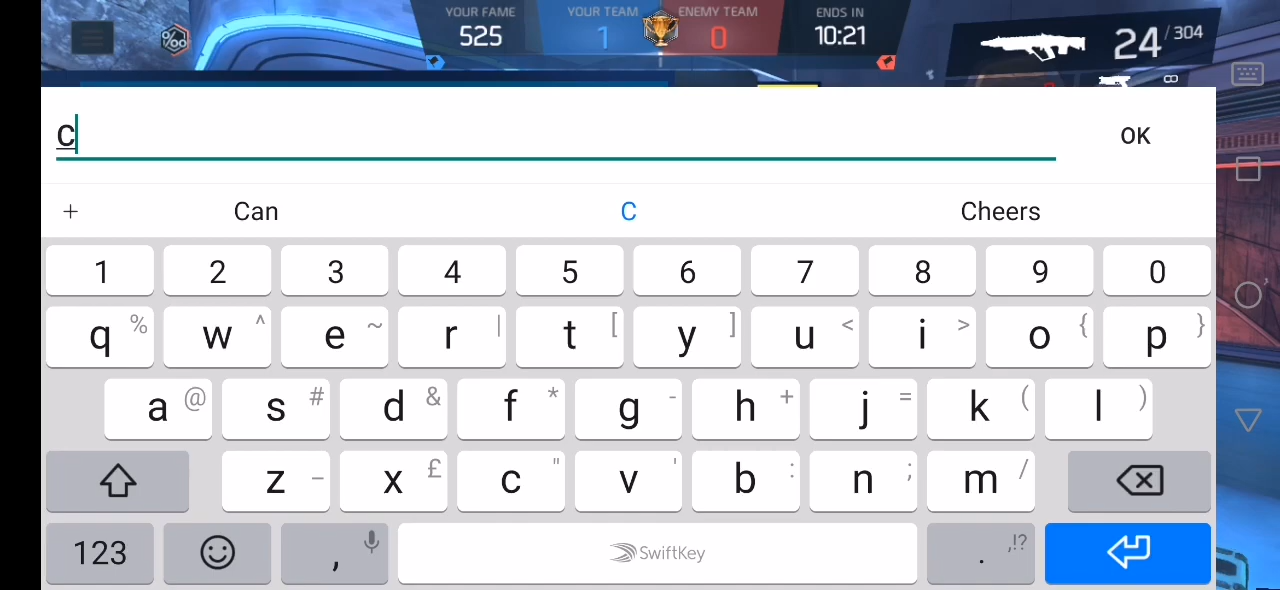 YOUR FAME YOUR TEAM ENEMY TEAM ENDS IN
525 1 0 10:21 24 / 304
C OK
+ Can C Cheers
1 2 3 4 5 6 7 8 9 0
q % w ^ e ~ r | t [ y ] u < i > o { p }
a @ s # d & f * g - h + j = k ( l )
z _ x £ c " v ' b : n ; m /
123 , SwiftKey . ,!?